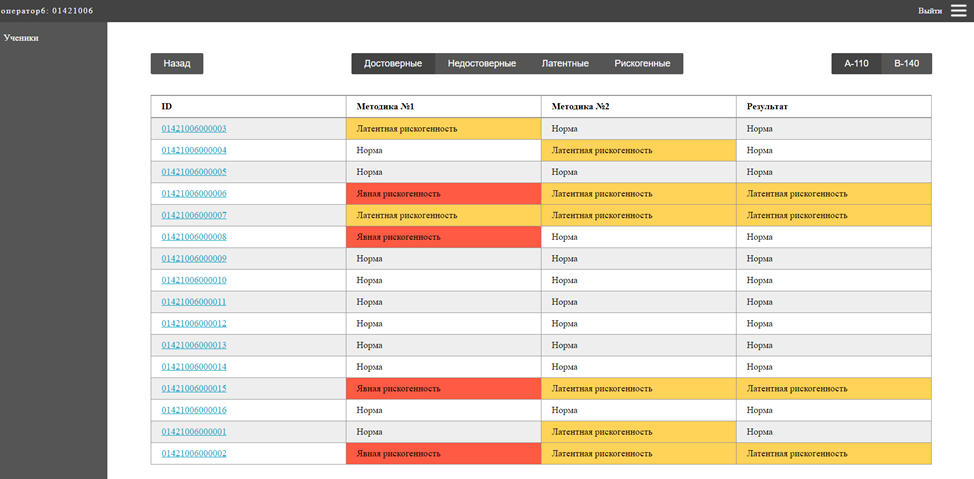 оператор6: 01421006 Выйти
Ученики
Назад Достоверные Недостоверные Латентные Рискогенные А-110 В-140
ID Методика №1 Методика №2 Результат
01421006000003 Латентная рискогенность Норма Норма
01421006000004 Норма Латентная рискогенность Норма
01421006000005 Норма Норма Норма
01421006000006 Явная рискогенность Латентная рискогенность Латентная рискогенность
01421006000007 Латентная рискогенность Латентная рискогенность Латентная рискогенность
01421006000008 Явная рискогенность Норма Норма
01421006000009 Норма Норма Норма
01421006000010 Норма Норма Норма
01421006000011 Норма Норма Норма
01421006000012 Норма Норма Норма
01421006000013 Норма Норма Норма
01421006000014 Норма Норма Норма
01421006000015 Явная рискогенность Латентная рискогенность Латентная рискогенность
01421006000016 Норма Норма Норма
01421006000001 Норма Латентная рискогенность Норма
01421006000002 Явная рискогенность Латентная рискогенность Латентная рискогенность